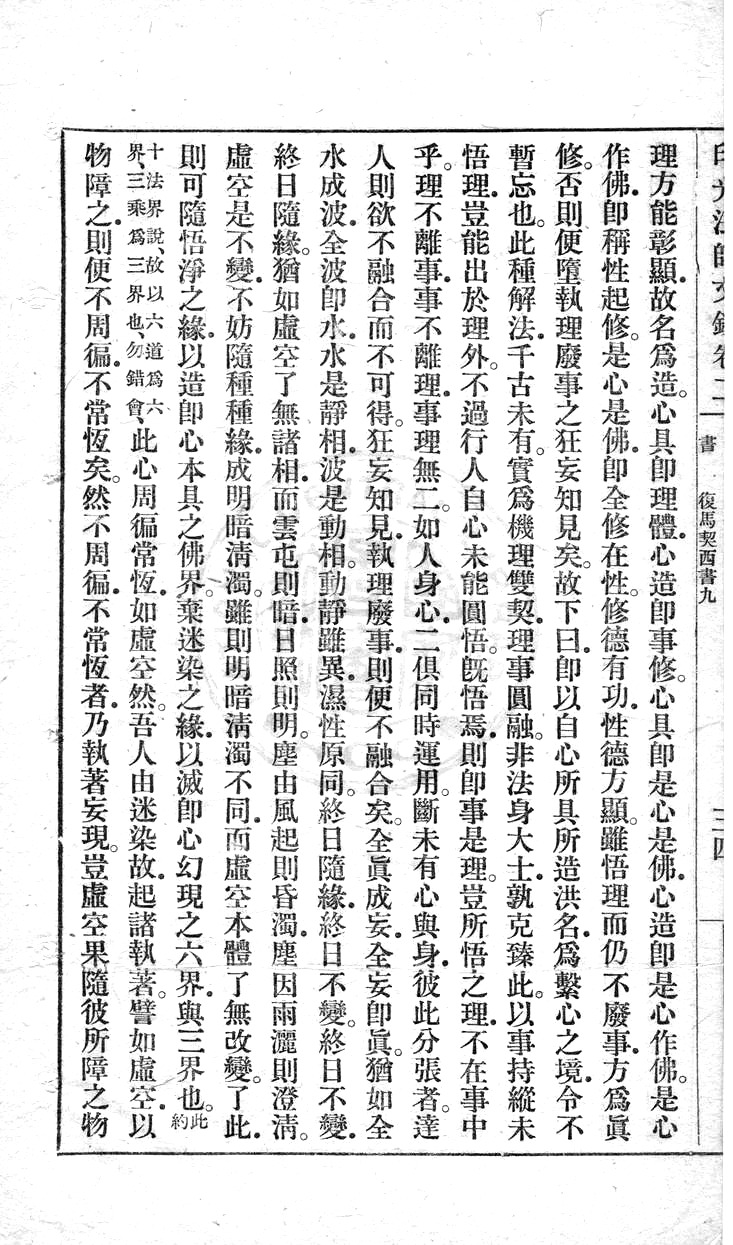 印光法師文鈔卷二 書 復馬契西書九 三四
理方能彰顯.故名爲造.心具卽理體.心造卽事修.心具卽是心是佛.心造卽是心作佛。是心
作佛.卽稱性起修.是心是佛.卽全修在性.修德有功.性德方顯.雖悟理而仍不廢事.方爲眞
修.否則便墮執理廢事之狂妄知見矣.故下曰.卽以自心所具所造洪名.爲繫心之境.令不
暫忘也.此種解法.千古未有.實爲機理雙契.理事圓融.非法身大士.孰克臻此。以事持縱未
悟理.豈能出於理外。不過行人自心未能圓悟.旣悟焉.則卽事是理。豈所悟之理.不在事中
乎.理不離事.事不離理.事理無二.如人身心.二俱同時運用。斷未有心與身.彼此分張者.達
人則欲不融合而不可得.狂妄知見.執理廢事.則便不融合矣。全眞成妄.全妄卽眞。猶如全
水成波.全波卽水.水是靜相.波是動相.動靜雖異.濕性原同。終日隨緣.終日不變。終日不變.
終日隨緣。猶如虛空了無諸相.而雲屯則暗.日照則明.塵由風起則昏濁.塵因雨灑則澄淸。
虛空是不變.不妨隨種種緣.成明暗淸濁。雖則明暗淸濁不同.而虛空本體.了無改變。了此.
則可隨悟淨之緣.以造卽心本具之佛界.棄迷染之緣.以滅卽心幻現之六界.與三界也。此約
十法界說、故以六道爲六
界、三乘爲三界也、勿錯會、此心周徧常恆.如虛空然。吾人由迷染故.起諸執著。譬如虛空.以
物障之.則便不周徧.不常恆矣。然不周徧.不常恆者.乃執著妄現。豈虛空果隨彼所障之物